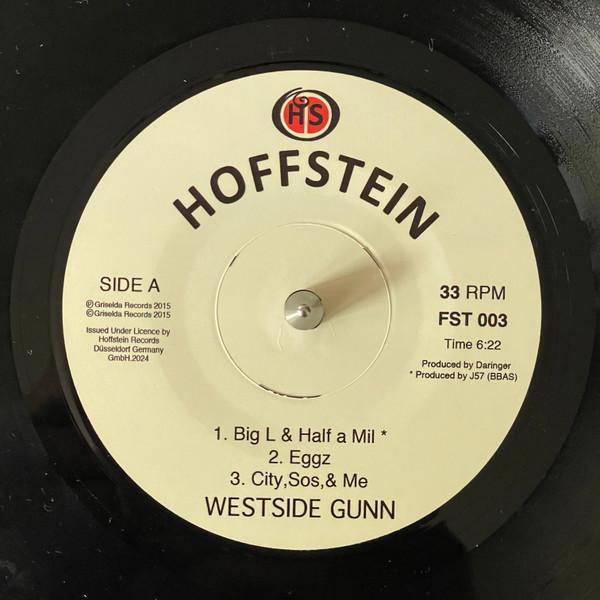 HS
HOFFSTEIN
SIDE A
℗ Griselda Records 2015
© Griselda Records 2015
Issued Under Licence by
Hoffstein Records
Düsseldorf Germany
GmbH.2024
33 RPM
FST 003
Time 6:22
Produced by Daringer
* Produced by J57 (BBAS)
1. Big L & Half a Mil *
2. Eggz
3. City,Sos,& Me
WESTSIDE GUNN